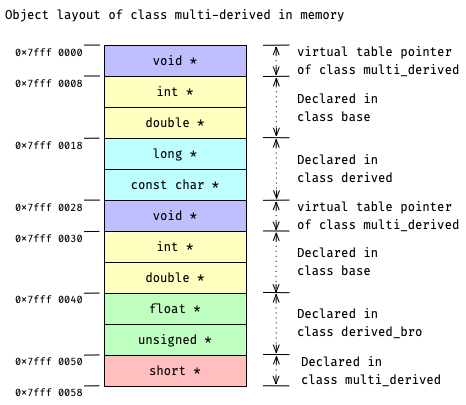 Object layout of class multi-derived in memory
0×7fff 0000
void *
virtual table pointer
of class multi_derived
0×7fff 0008
int *
double *
Declared in
class base
0×7fff 0018
long *
const char *
Declared in
class derived
0×7fff 0028
void *
virtual table pointer
of class multi_derived
0×7fff 0030
int *
double *
Declared in
class base
0×7fff 0040
float *
unsigned *
Declared in
class derived_bro
0×7fff 0050
short *
Declared in
class multi_derived
0×7fff 0058